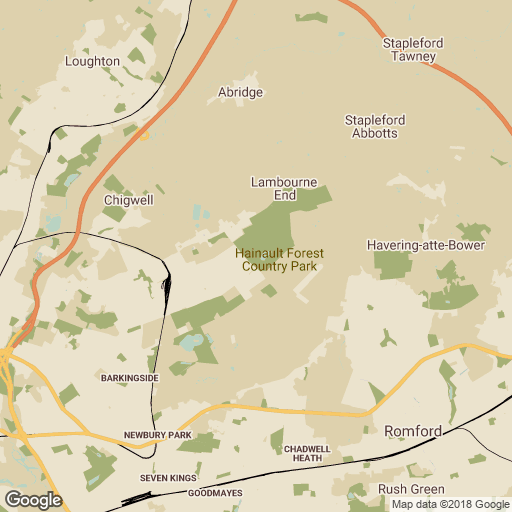 Stapleford
Tawney
Loughton
Abridge
Stapleford
Abbotts
Lambourne
End
Chigwell
Havering-atte-Bower
Hainault Forest
Country Park
BARKINGSIDE
NEWBURY PARK
Romford
CHADWELL
HEATH
SEVEN KINGS
GOODMAYES
Rush Green
Google
Map data ©2018 Google